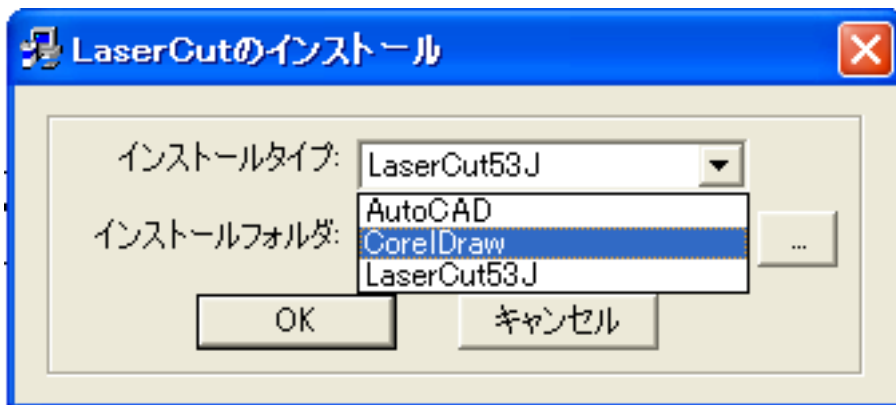 LaserCutのインストール
インストールタイプ: LaserCut53J
AutoCAD
インストールフォルダ: CorelDraw ...
LaserCut53J
OK キャンセル